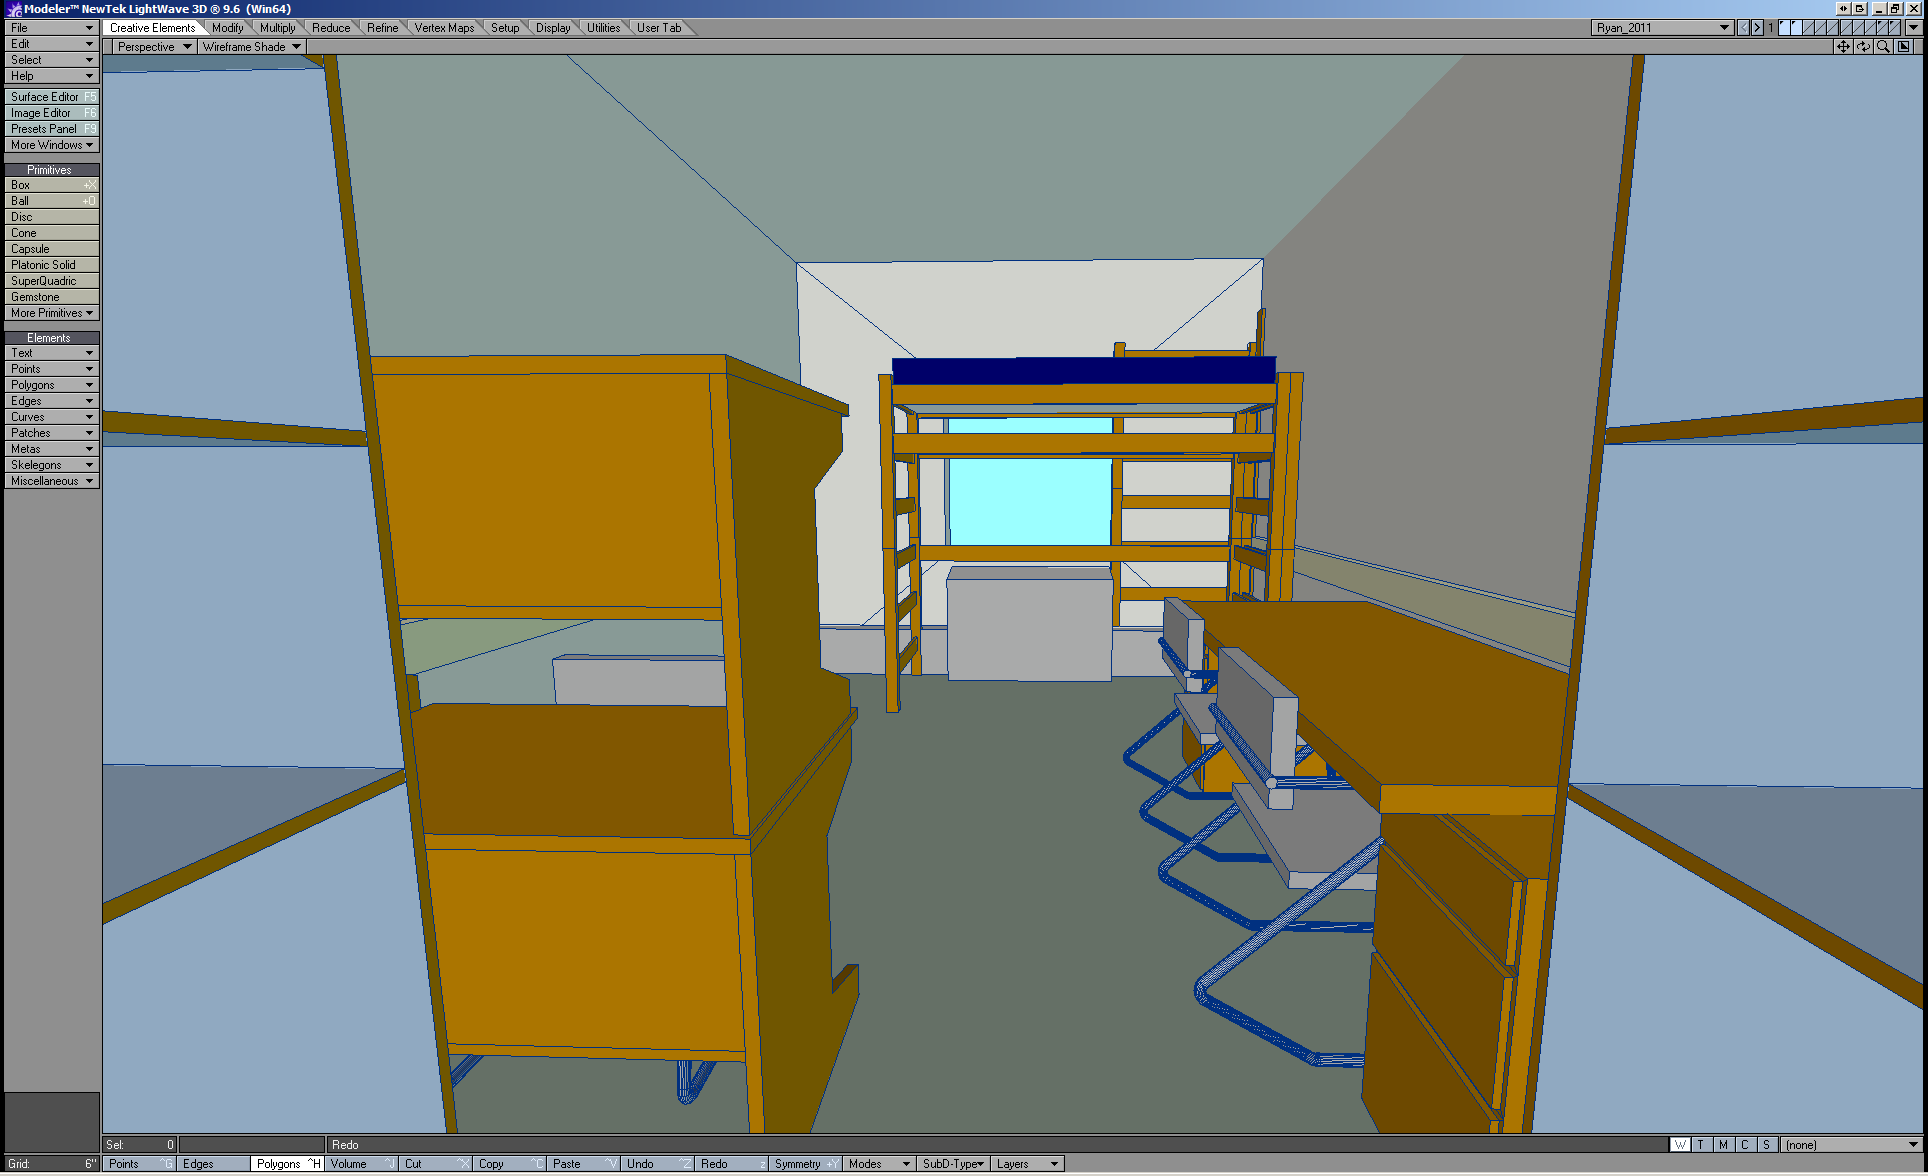 Modeler™ NewTek LightWave 3D ® 9.6 (Win64)
File
Edit
Select
Help
Creative Elements Modify Multiply Reduce Refine Vertex Maps Setup Display Utilities User Tab
Ryan_2011 1
Perspective Wireframe Shade
Surface Editor F5
Image Editor F6
Presets Panel F9
More Windows
Primitives
Box +X
Ball +O
Disc
Cone
Capsule
Platonic Solid
SuperQuadric
Gemstone
More Primitives
Elements
Text
Points
Polygons
Edges
Curves
Patches
Metas
Skelegons
Miscellaneous
Sel: 0 Redo W T M C S (none)
Grid: 6" Points ^G Edges Polygons ^H Volume ^J Cut ^X Copy ^C Paste ^V Undo ^Z Redo z Symmetry +Y Modes SubD-Type Layers